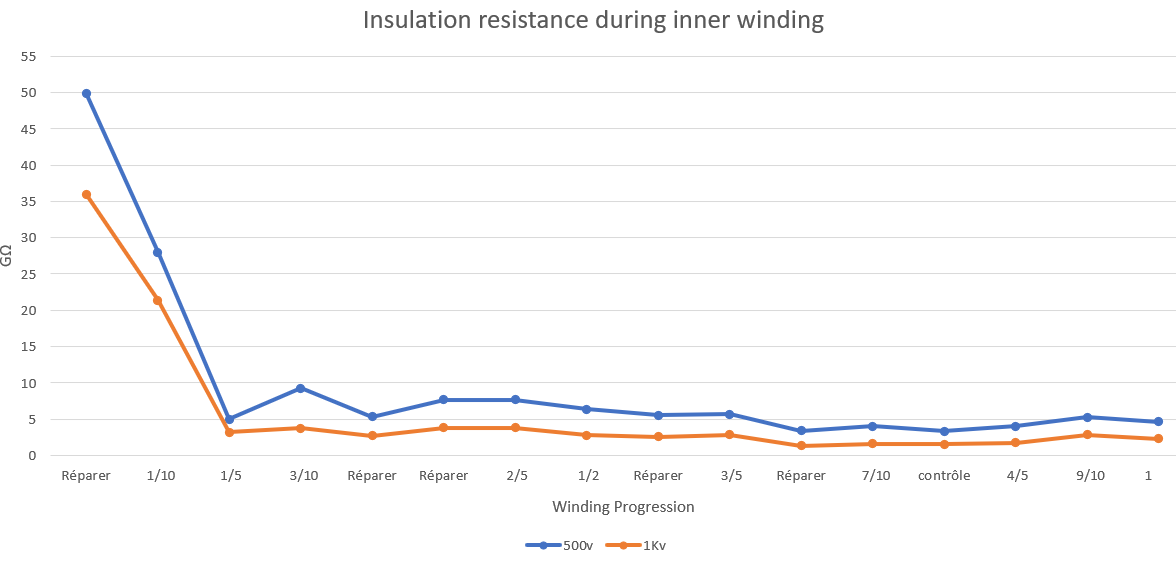 Insulation resistance during inner winding
55
50
45
40
35
30
25
20
15
10
5
0
GΩ
Réparer 1/10 1/5 3/10 Réparer Réparer 2/5 1/2 Réparer 3/5 Réparer 7/10 contrôle 4/5 9/10 1
Winding Progression
500v 1Kv